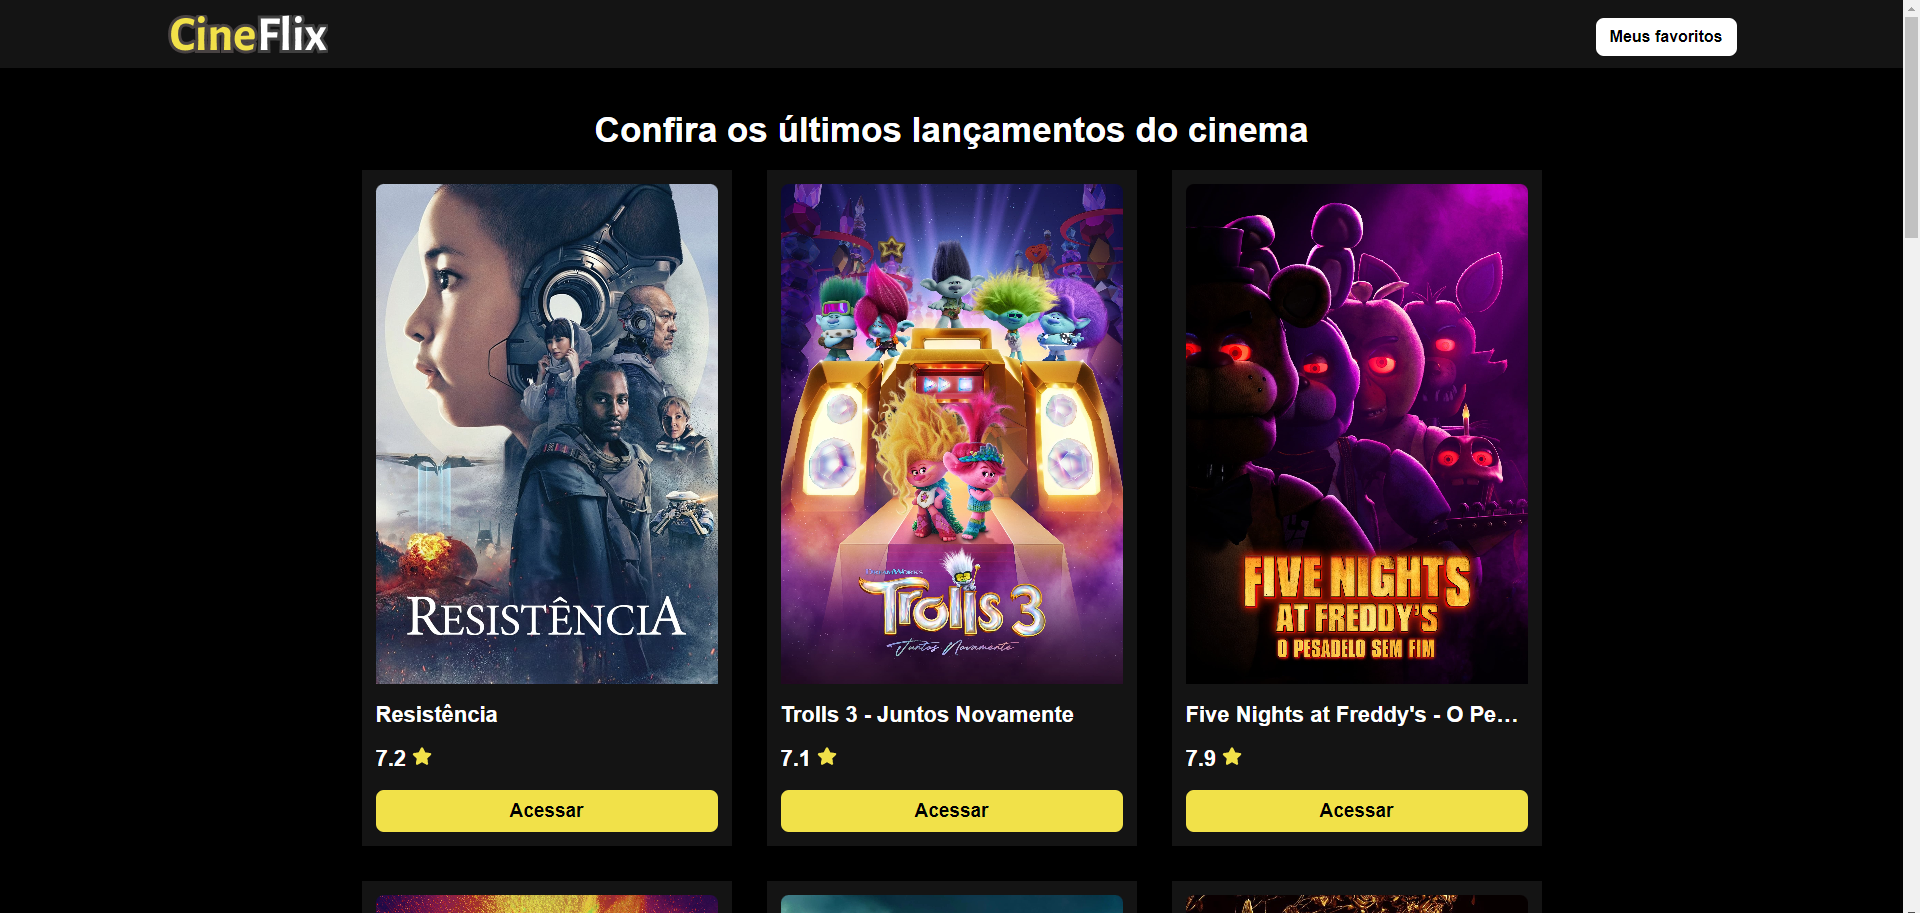 CineFlix
Meus favoritos
Confira os últimos lançamentos do cinema
RESISTÊNCIA
DreamWorks
Trolls 3
Juntos Novamente
FIVE NIGHTS
AT FREDDY'S
O PESADELO SEM FIM
Resistência
Trolls 3 - Juntos Novamente
Five Nights at Freddy's - O Pe...
7.2
7.1
7.9
Acessar
Acessar
Acessar